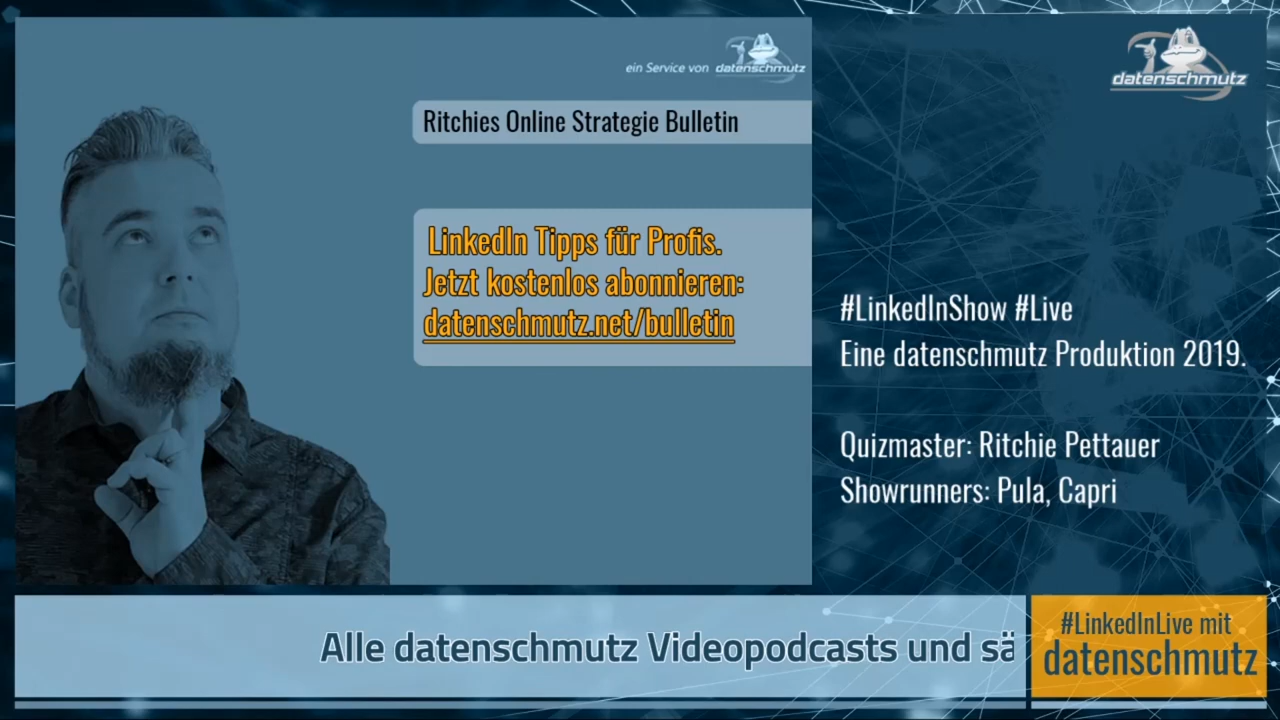 ein Service von datenschmutz
Ritchies Online Strategie Bulletin
LinkedIn Tipps für Profis.
Jetzt kostenlos abonnieren:
datenschmutz.net/bulletin
datenschmutz
#LinkedInShow #Live
Eine datenschmutz Produktion 2019.
Quizmaster: Ritchie Pettauer
Showrunners: Pula, Capri
Alle datenschmutz Videopodcasts und sä
#LinkedInLive mit
datenschmutz